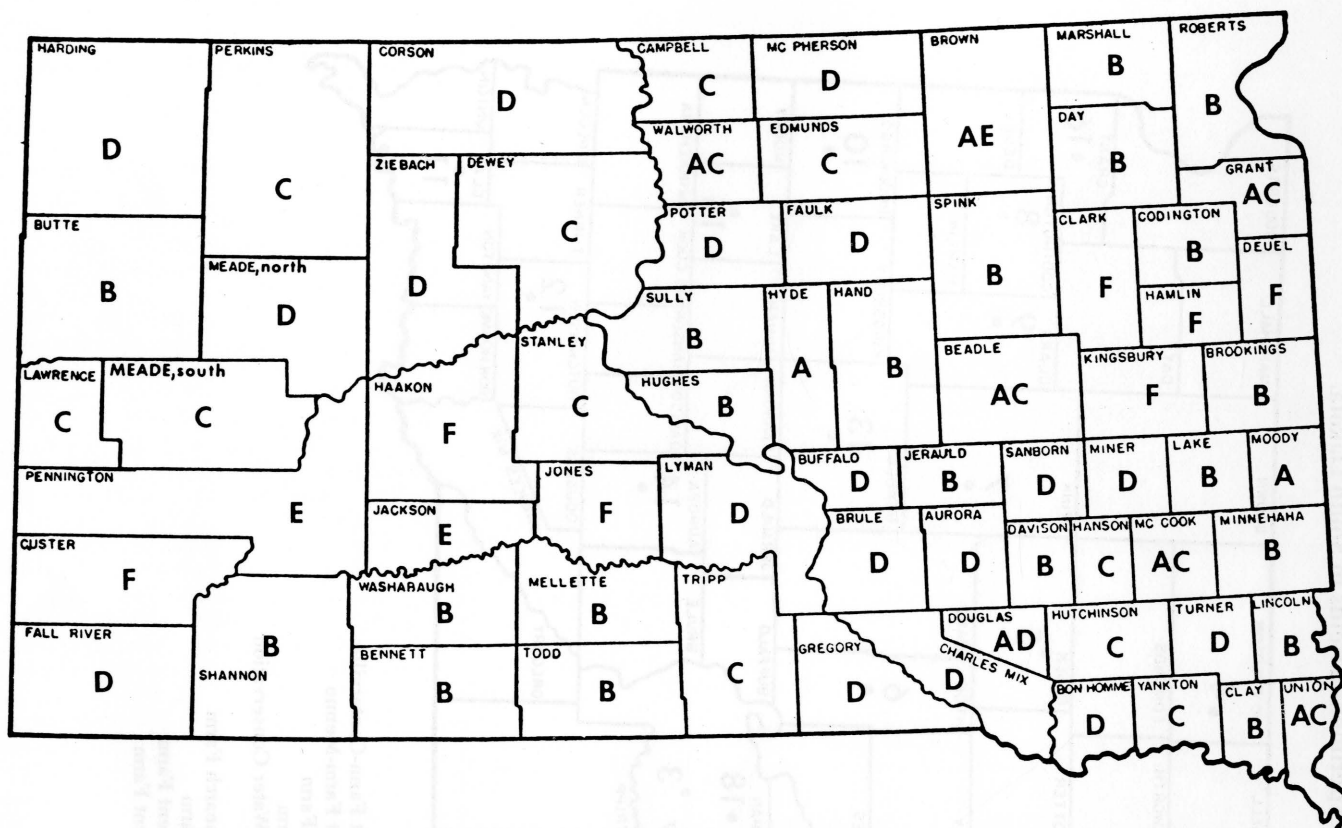 HARDING
D
PERKINS
C
CORSON
D
CAMPBELL
C
MC PHERSON
D
BROWN
AE
MARSHALL
B
ROBERTS
B
WALWORTH
AC
EDMUNDS
C
DAY
B
GRANT
AC
ZIEBACH
D
DEWEY
C
BUTTE
B
MEADE, north
D
POTTER
D
FAULK
D
SPINK
B
CLARK
F
CODINGTON
B
DEUEL
F
HAMLIN
F
SULLY
B
HYDE
A
HAND
B
STANLEY
C
HUGHES
B
BEADLE
AC
KINGSBURY
F
BROOKINGS
B
LAWRENCE
C
MEADE, south
C
HAAKON
F
PENNINGTON
E
JACKSON
E
JONES
F
LYMAN
D
BUFFALO
D
JERAULD
B
SANBORN
D
MINER
D
LAKE
B
MOODY
A
BRULE
D
AURORA
D
DAVISON
B
HANSON
C
MC COOK
AC
MINNEHAHA
B
CUSTER
F
FALL RIVER
D
SHANNON
B
WASHABAUGH
B
MELLETTE
B
TRIPP
C
BENNETT
B
TODD
B
GREGORY
D
CHARLES MIX
D
DOUGLAS
AD
HUTCHINSON
C
TURNER
D
LINCOLN
B
BON HOMME
D
YANKTON
C
CLAY
B
UNION
AC